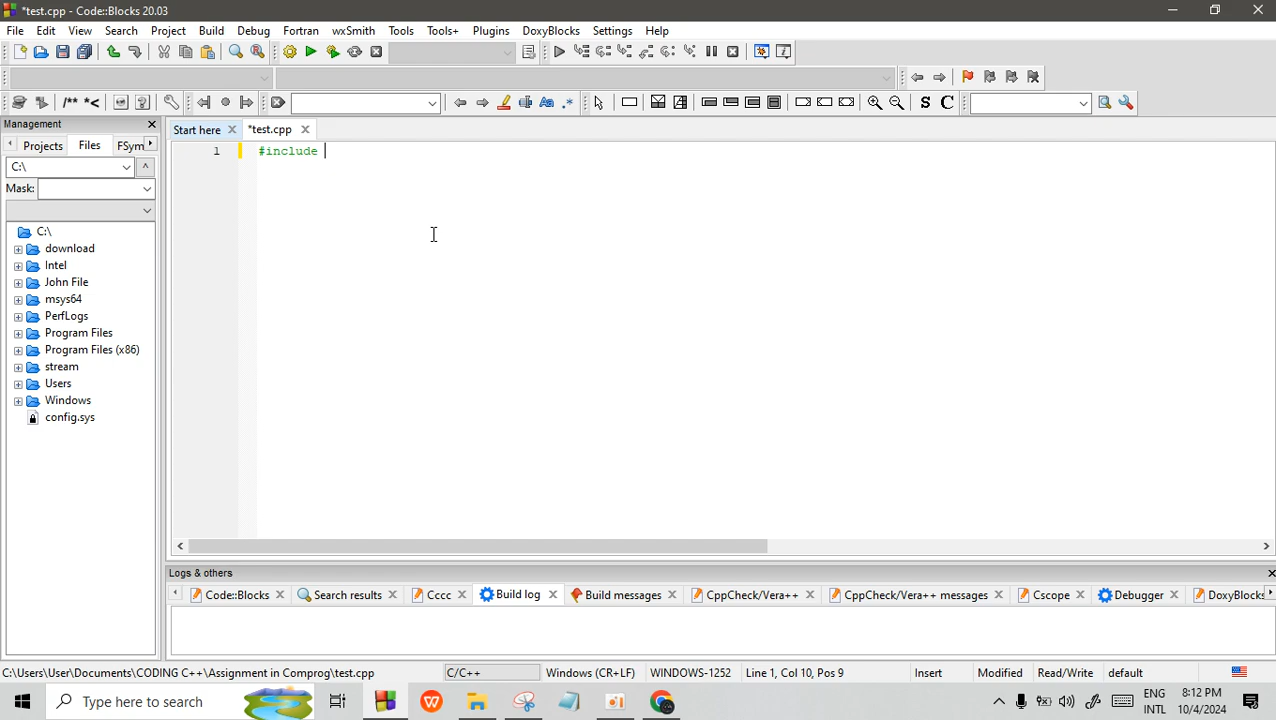 *test.cpp - Code::Blocks 20.03
File Edit View Search Project Build Debug Fortran wxSmith Tools Tools+ Plugins DoxyBlocks Settings Help
/** *< S C .*
Management
Projects Files FSym
Start here *test.cpp
C:\
1 #include
Mask:
C:\
download
Intel
John File
msys64
PerfLogs
Program Files
Program Files (x86)
stream
Users
Windows
config.sys
Logs & others
Code::Blocks Search results Cccc Build log Build messages CppCheck/Vera++ CppCheck/Vera++ messages Cscope Debugger DoxyBlocks
C:\Users\User\Documents\CODING C++\Assignment in Comprog\test.cpp C/C++ Windows (CR+LF) WINDOWS-1252 Line 1, Col 10, Pos 9 Insert Modified Read/Write default
Type here to search
ENG
INTL
8:12 PM
10/4/2024